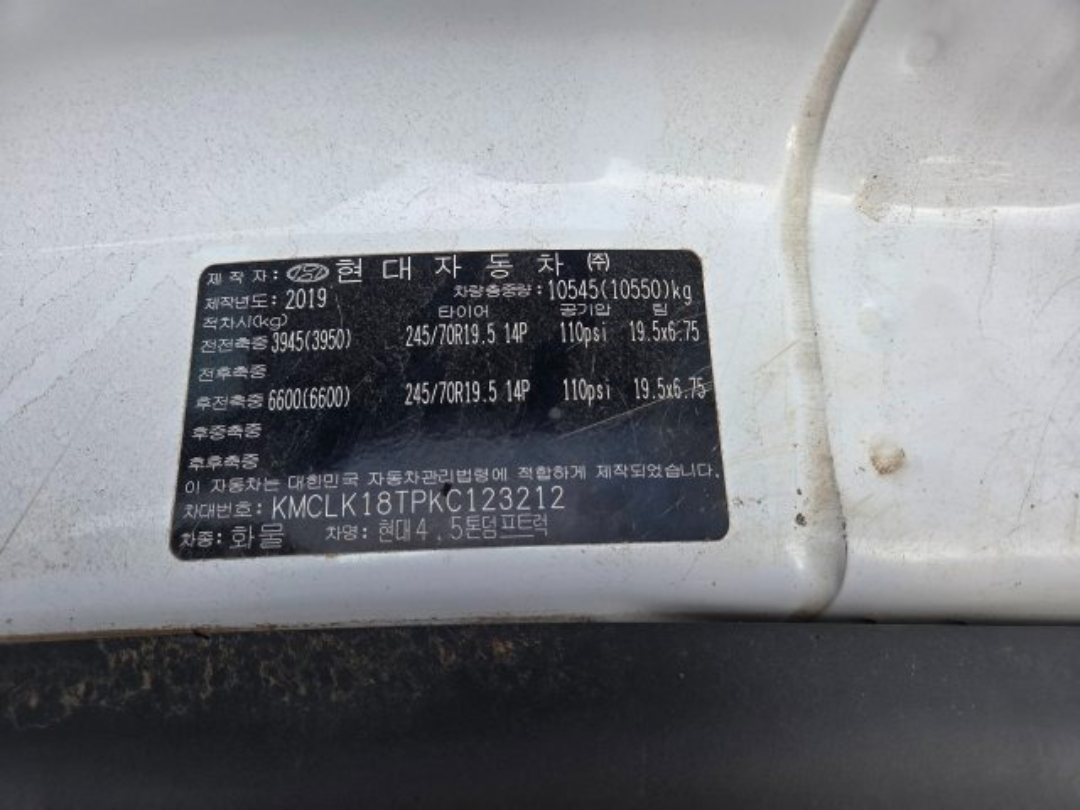 제 작 자: 현 대 자 동 차 ㈜
제작년도: 2019 차량총중량: 10545(10550)kg
적차시(kg) 타이어 공기압 림
전전축중 3945(3950) 245/70R19.5 14P 110psi 19.5x6.75
전후축중
후전축중 6600(6600) 245/70R19.5 14P 110psi 19.5x6.75
후중축중
후후축중
이 자동차는 대한민국 자동차관리법령에 적합하게 제작되었습니다.
차대번호: KMCLK18TPKC123212
차종: 화물 차명: 현대4.5톤덤프트럭